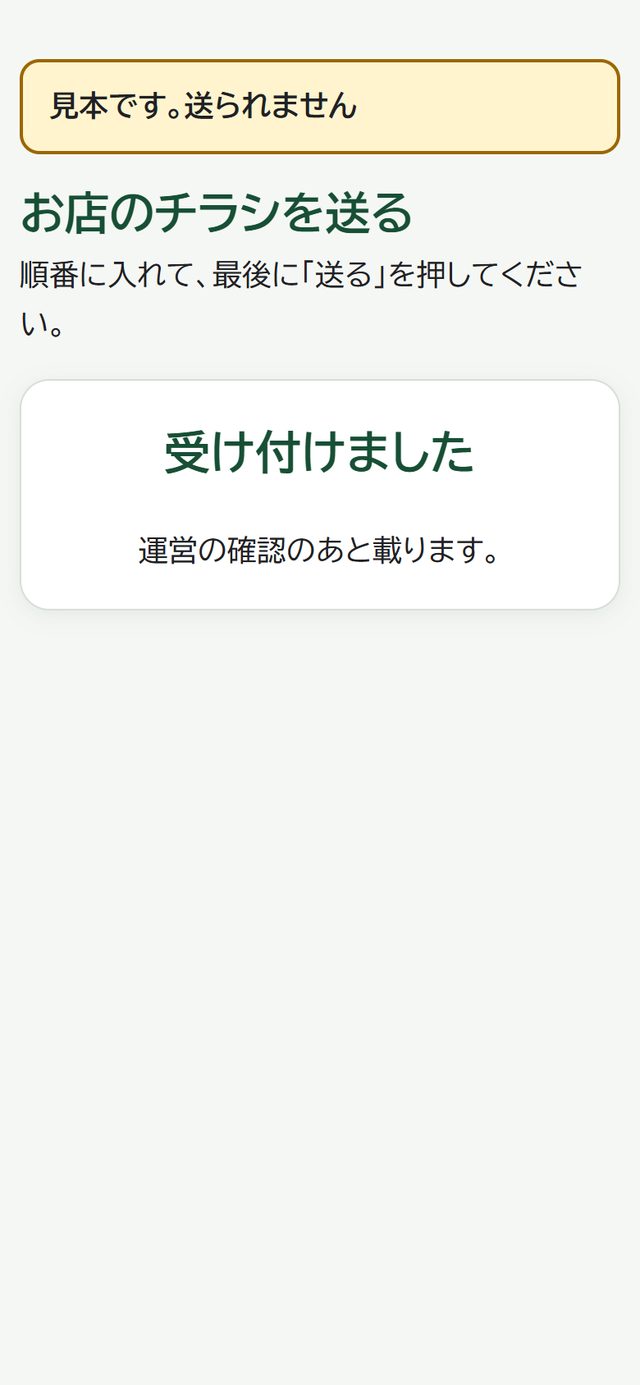 見本です。送られません
お店のチラシを送る
順番に入れて、最後に「送る」を押してくださ
い。
受け付けました
運営の確認のあと載ります。